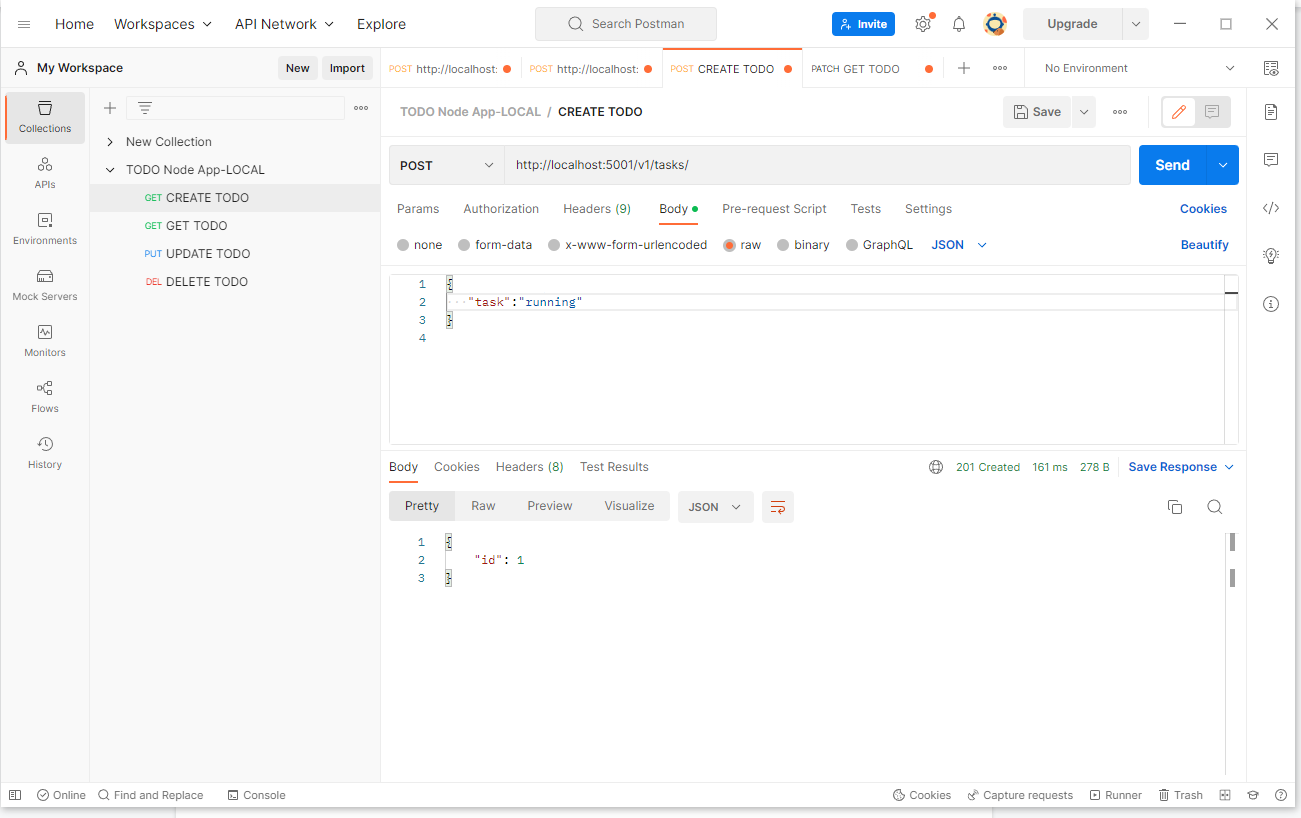 Home Workspaces API Network Explore Search Postman Invite Upgrade
My Workspace New Import POST http://localhost: POST http://localhost: POST CREATE TODO PATCH GET TODO No Environment
Collections
APIs
Environments
Mock Servers
Monitors
Flows
History
New Collection
TODO Node App-LOCAL
GET CREATE TODO
GET GET TODO
PUT UPDATE TODO
DEL DELETE TODO
TODO Node App-LOCAL / CREATE TODO Save
POST http://localhost:5001/v1/tasks/ Send
Params Authorization Headers (9) Body Pre-request Script Tests Settings Cookies
none form-data x-www-form-urlencoded raw binary GraphQL JSON Beautify
1 {
2 "task":"running"
3 }
4
Body Cookies Headers (8) Test Results 201 Created 161 ms 278 B Save Response
Pretty Raw Preview Visualize JSON
1 {
2 "id": 1
3 }
Online Find and Replace Console Cookies Capture requests Runner Trash